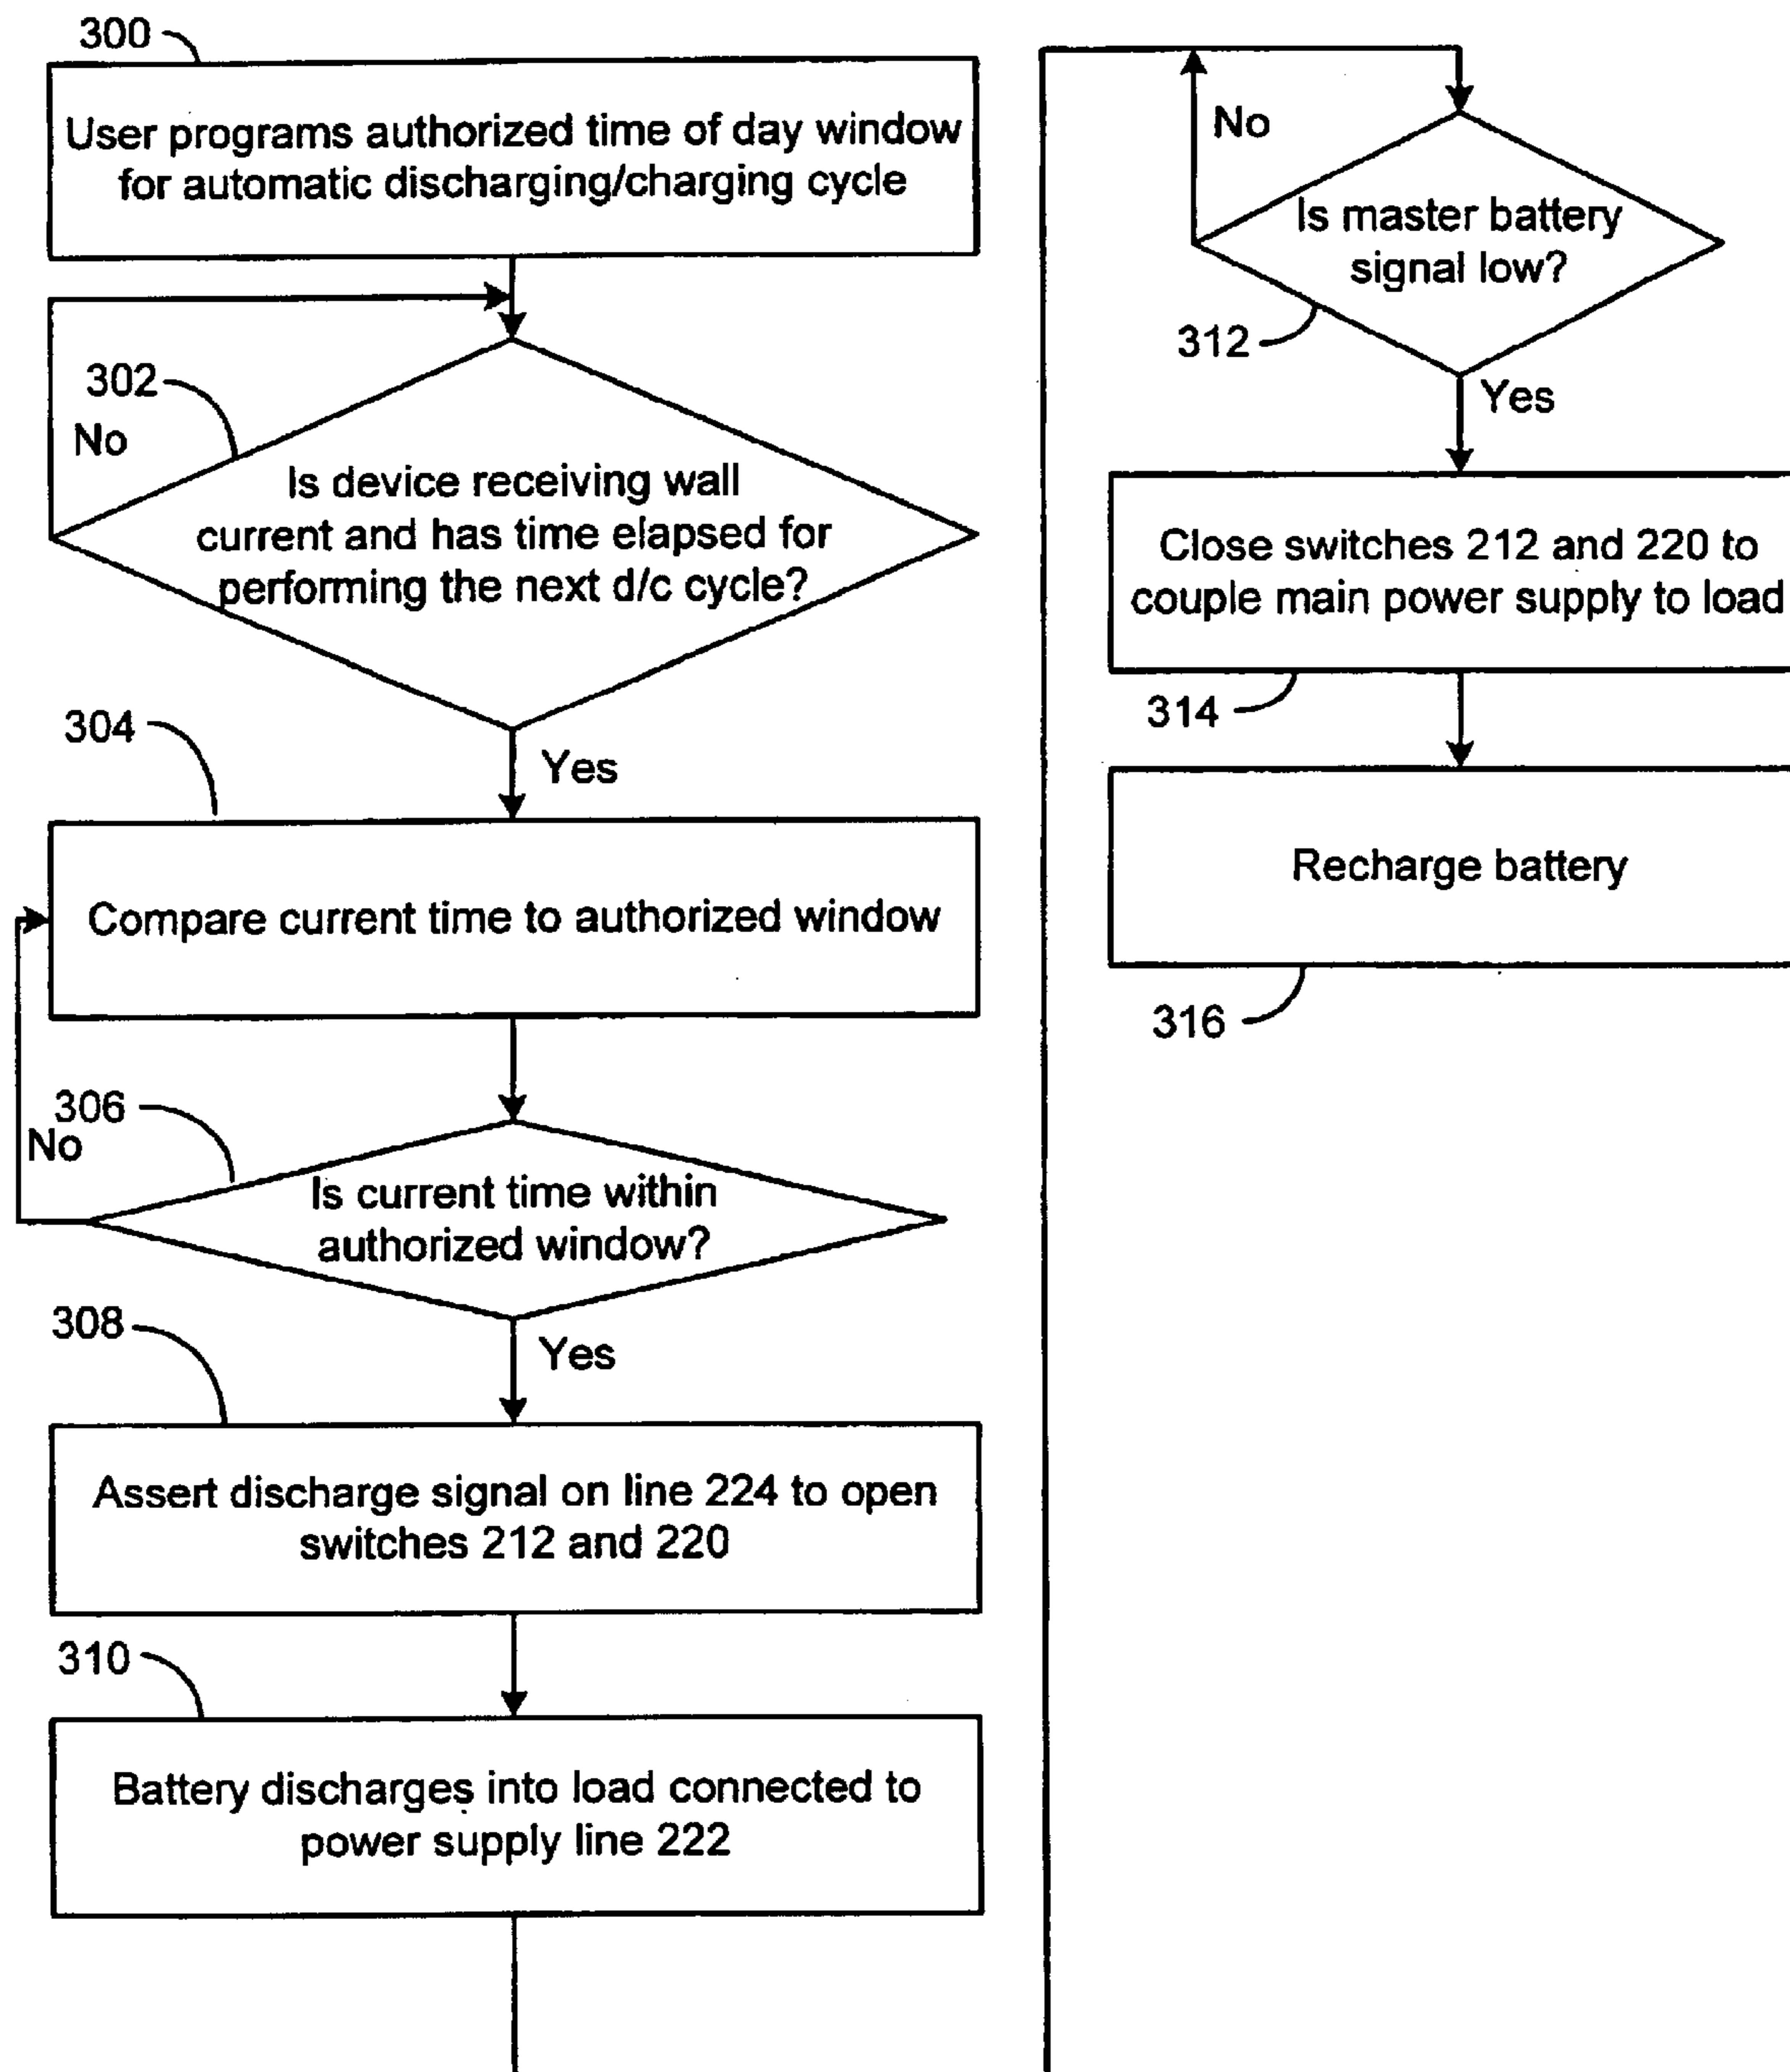 300
User programs authorized time of day window
for automatic discharging/charging cycle
302
No
Is device receiving wall
current and has time elapsed for
performing the next d/c cycle?
Yes
304
Compare current time to authorized window
306
No
Is current time within
authorized window?
Yes
308
Assert discharge signal on line 224 to open
switches 212 and 220
310
Battery discharges into load connected to
power supply line 222
No
Is master battery
signal low?
312
Yes
Close switches 212 and 220 to
couple main power supply to load
314
Recharge battery
316